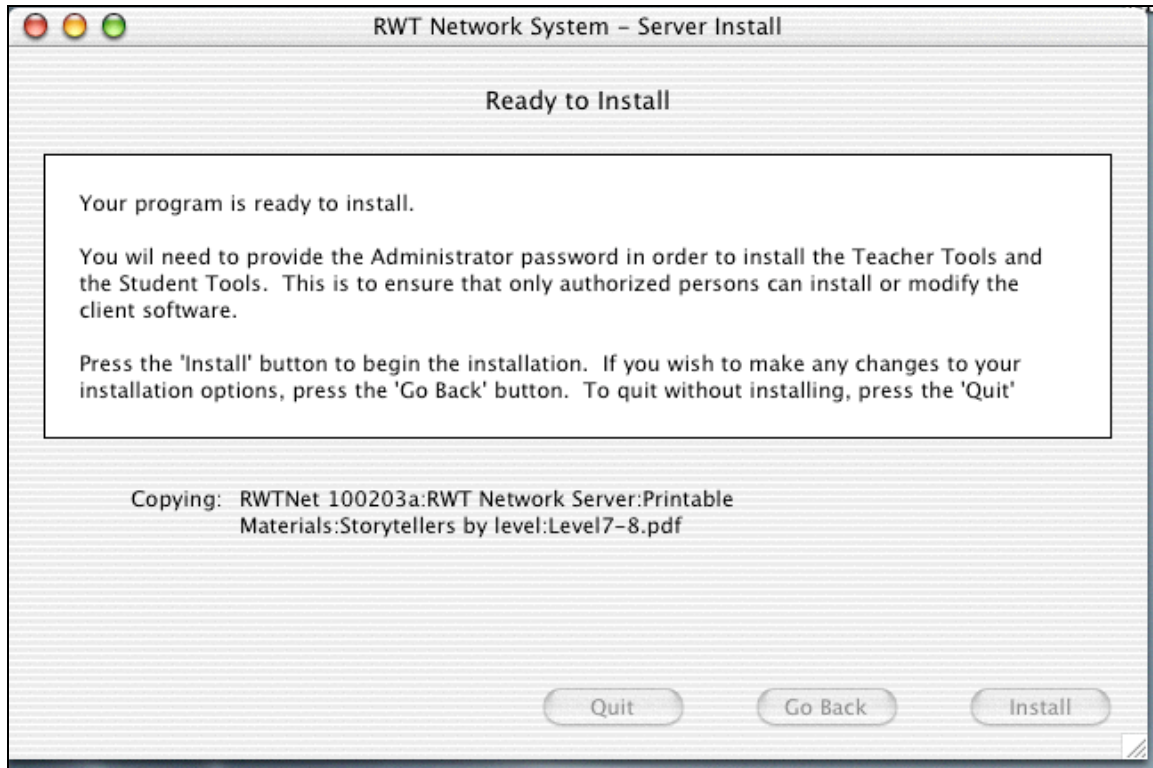 RWT Network System – Server Install
Ready to Install
Your program is ready to install.
You wil need to provide the Administrator password in order to install the Teacher Tools and
the Student Tools.  This is to ensure that only authorized persons can install or modify the
client software.
Press the 'Install' button to begin the installation.  If you wish to make any changes to your
installation options, press the 'Go Back' button.  To quit without installing, press the 'Quit'
Copying: RWTNet 100203a:RWT Network Server:Printable
Materials:Storytellers by level:Level7–8.pdf
Quit Go Back Install